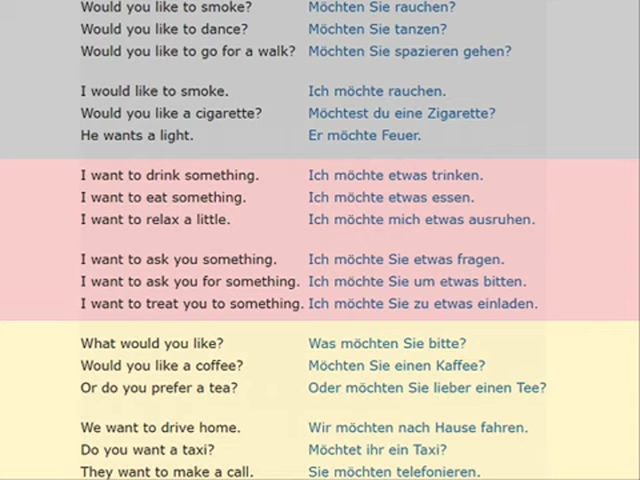 Would you like to smoke? Möchten Sie rauchen?
Would you like to dance? Möchten Sie tanzen?
Would you like to go for a walk? Möchten Sie spazieren gehen?
I would like to smoke. Ich möchte rauchen.
Would you like a cigarette? Möchtest du eine Zigarette?
He wants a light. Er möchte Feuer.
I want to drink something. Ich möchte etwas trinken.
I want to eat something. Ich möchte etwas essen.
I want to relax a little. Ich möchte mich etwas ausruhen.
I want to ask you something. Ich möchte Sie etwas fragen.
I want to ask you for something. Ich möchte Sie um etwas bitten.
I want to treat you to something. Ich möchte Sie zu etwas einladen.
What would you like? Was möchten Sie bitte?
Would you like a coffee? Möchten Sie einen Kaffee?
Or do you prefer a tea? Oder möchten Sie lieber einen Tee?
We want to drive home. Wir möchten nach Hause fahren.
Do you want a taxi? Möchtet ihr ein Taxi?
They want to make a call. Sie möchten telefonieren.